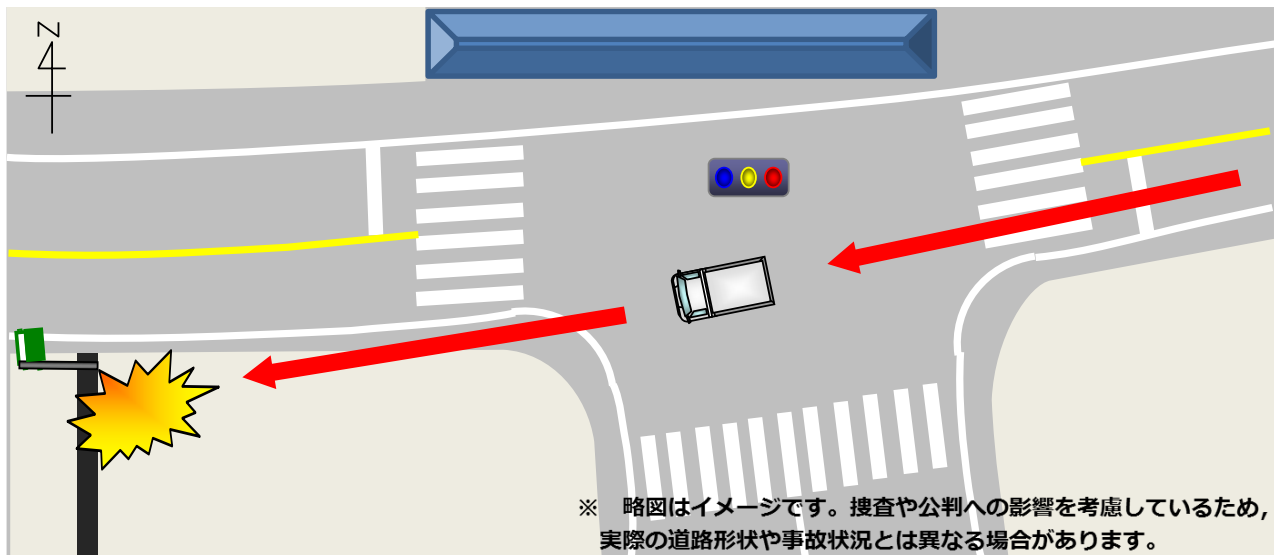 N
※ 略図はイメージです。捜査や公判への影響を考慮しているため，
実際の道路形状や事故状況とは異なる場合があります。